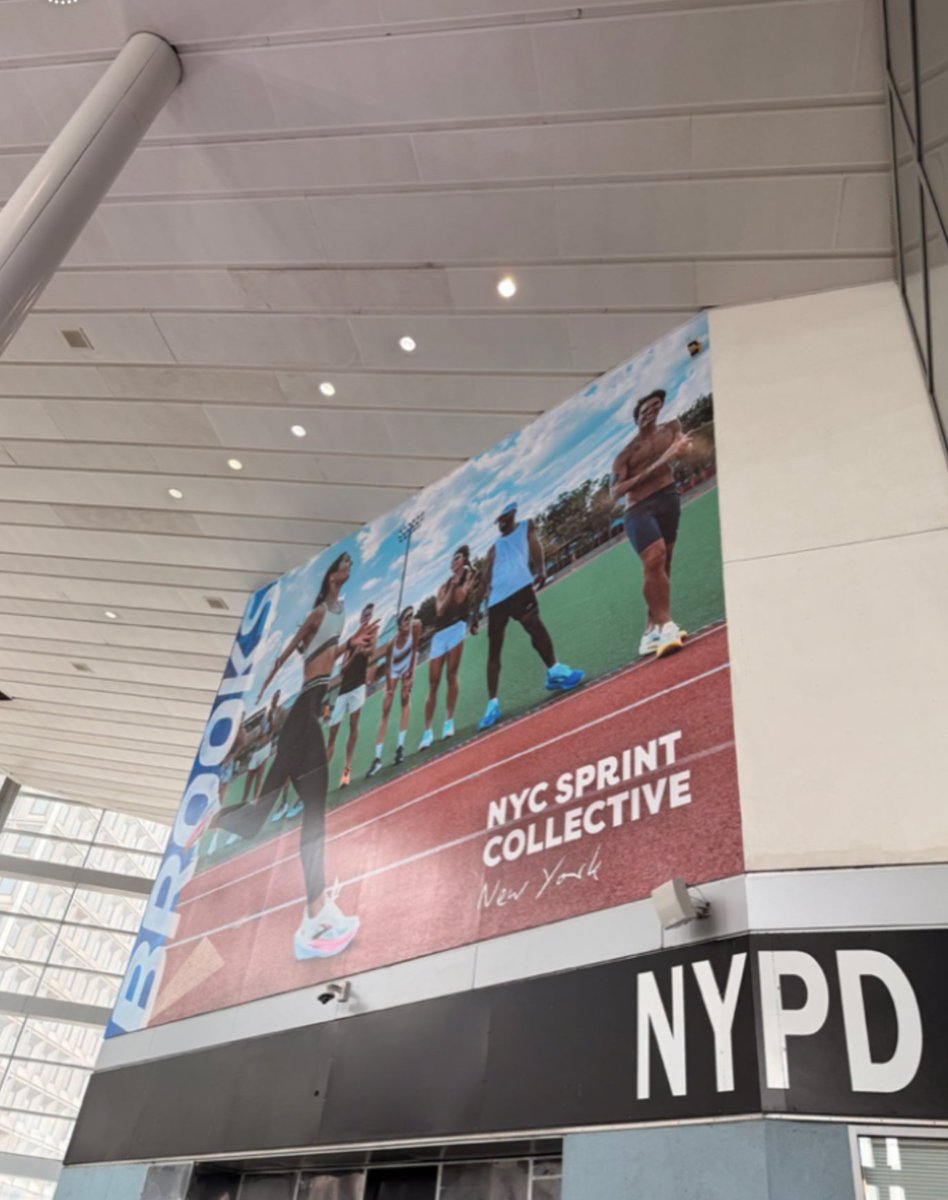 BROOKS
NYC SPRINT
COLLECTIVE
New York
NYPD